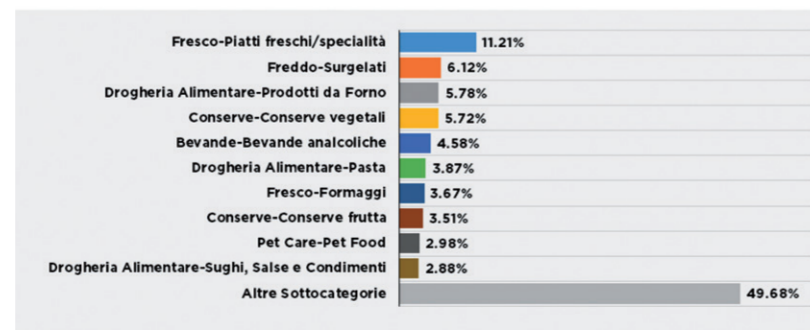 Fresco-Piatti freschi/specialità 11.21%
Freddo-Surgelati 6.12%
Drogheria Alimentare-Prodotti da Forno 5.78%
Conserve-Conserve vegetali 5.72%
Bevande-Bevande analcoliche 4.58%
Drogheria Alimentare-Pasta 3.87%
Fresco-Formaggi 3.67%
Conserve-Conserve frutta 3.51%
Pet Care-Pet Food 2.98%
Drogheria Alimentare-Sughi, Salse e Condimenti 2.88%
Altre Sottocategorie 49.68%